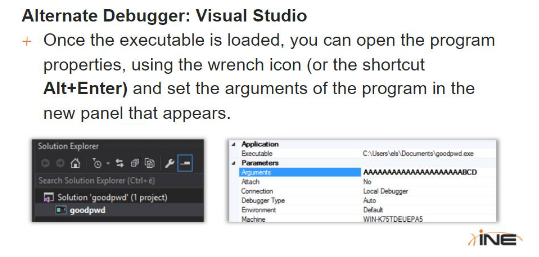 Alternate Debugger: Visual Studio
+ Once the executable is loaded, you can open the program
properties, using the wrench icon (or the shortcut
Alt+Enter) and set the arguments of the program in the
new panel that appears.
Solution Explorer
Search Solution Explorer (Ctrl+è)
Solution 'goodpwd' (1 project)
goodpwd
Application
Executable C:\Users\els\Documents\goodpwd.exe
Parameters
Arguments AAAAAAAAAAAAAAAAAAAAAAABCD
Attach No
Connection Local Debugger
Debugger Type Auto
Environment Default
Machine WIN-K75TDEUEPA5
INE